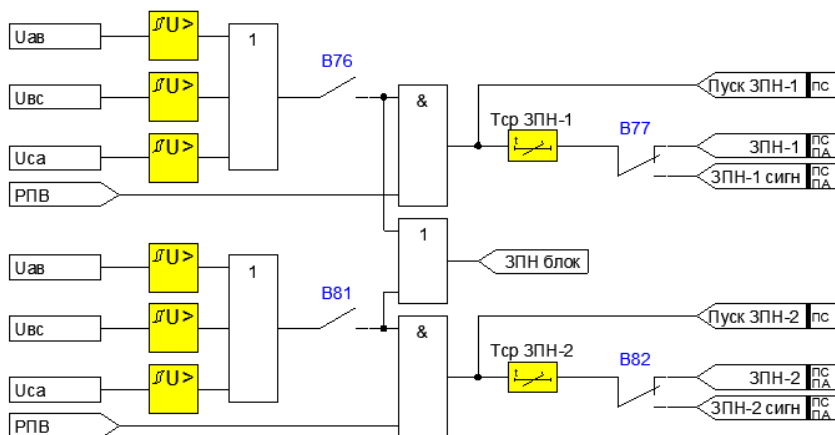 Uав
U>
1
B76
Uвс
U>
&
Пуск ЗПН-1
ПС
Тср ЗПН-1
B77
Uса
U>
t
ЗПН-1
ПС
ПА
ЗПН-1 сигн
ПС
ПА
РПВ
1
ЗПН блок
Uав
U>
1
B81
Uвс
U>
&
Пуск ЗПН-2
ПС
Тср ЗПН-2
B82
Uса
U>
t
ЗПН-2
ПС
ПА
ЗПН-2 сигн
ПС
ПА
РПВ